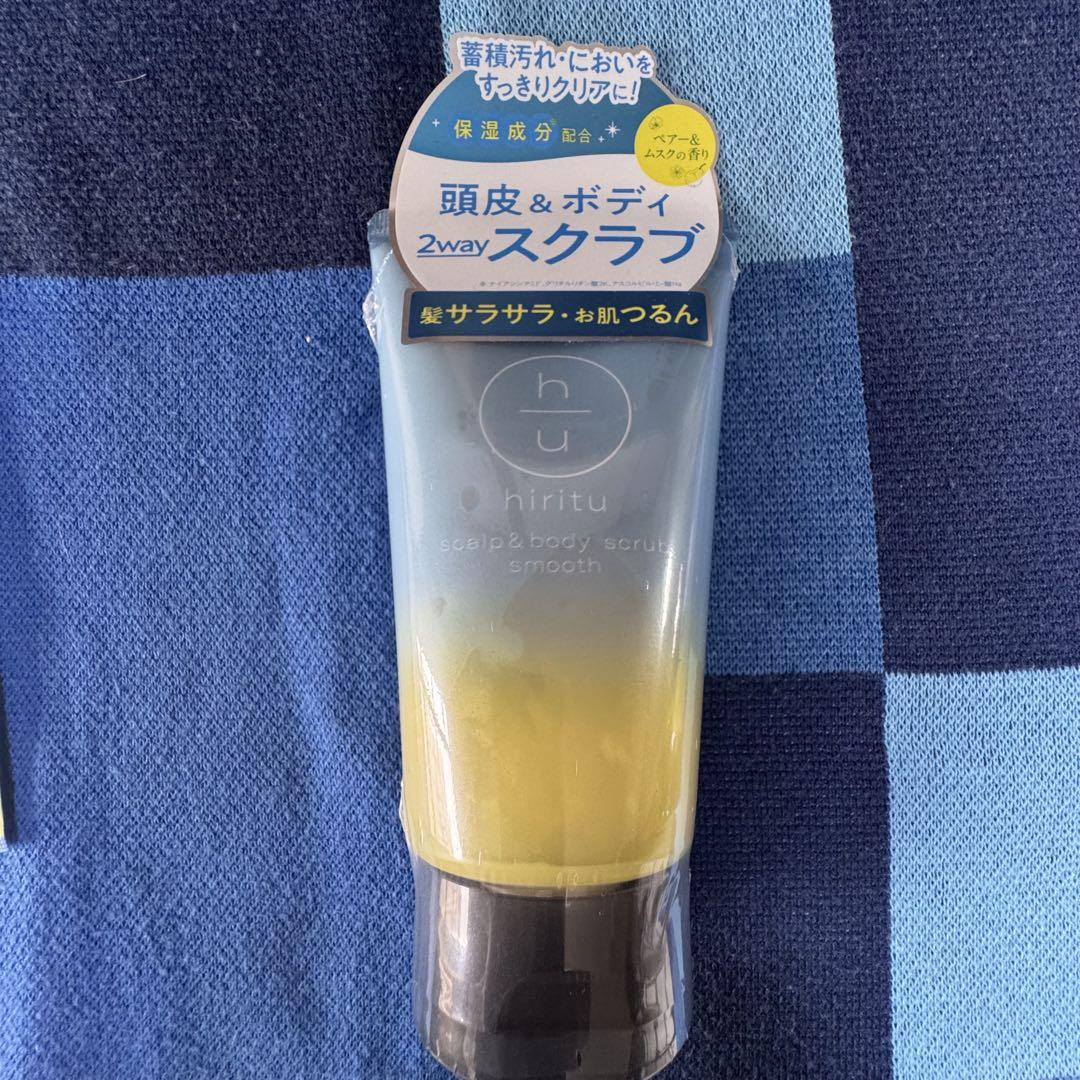 蓄積汚れ・においを
すっきりクリアに!
保湿成分※配合
ペアー&
ムスクの香り
頭皮&ボディ
2wayスクラブ
髪サラサラ・お肌つるん
h
u
hiritu
scalp&body scrub
smooth